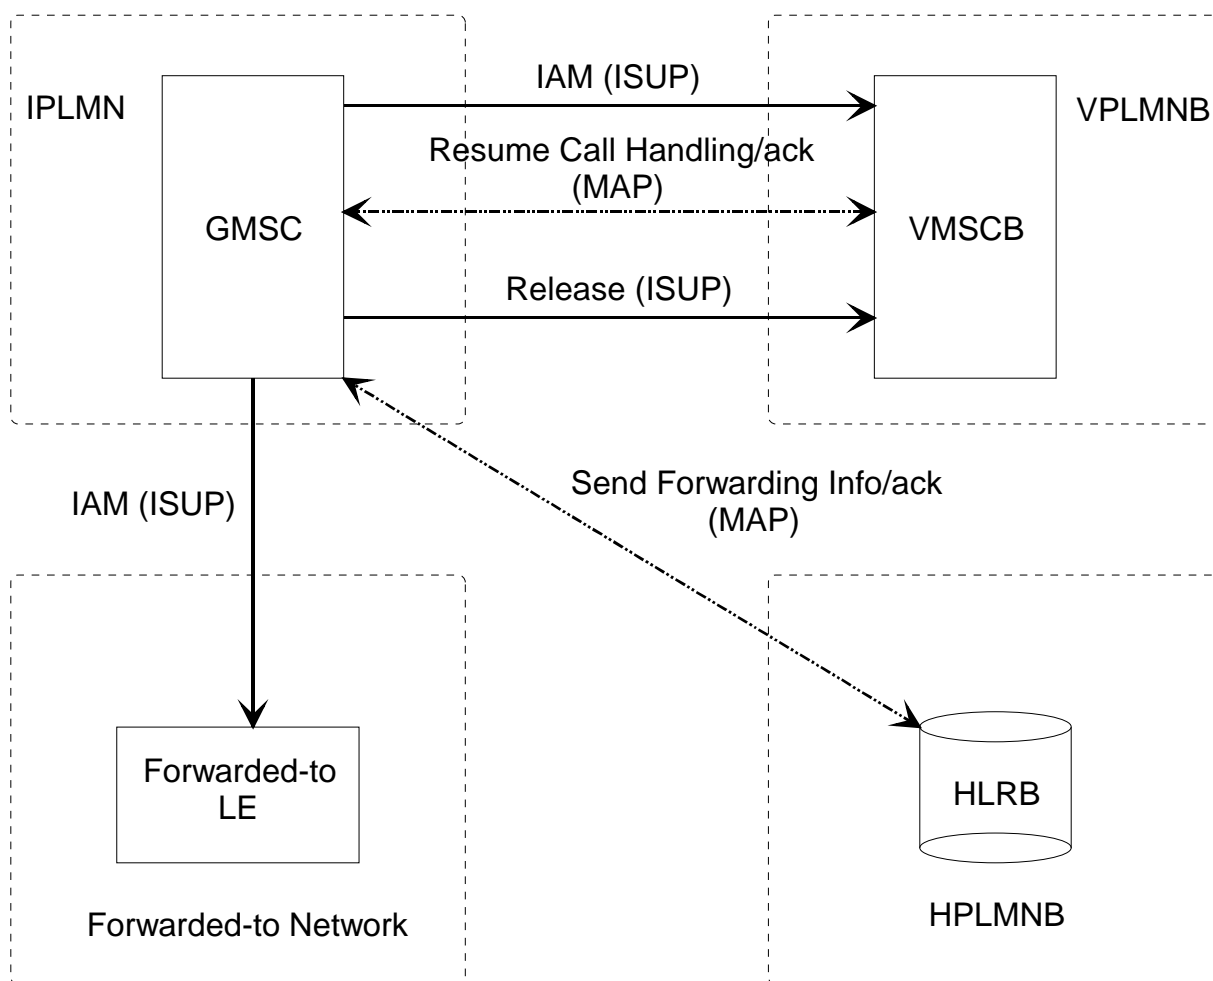 IAM (ISUP)
IPLMN
VPLMNB
Resume Call Handling/ack
(MAP)
GMSC
VMSCB
Release (ISUP)
Send Forwarding Info/ack
(MAP)
IAM (ISUP)
Forwarded-to
LE
HLRB
Forwarded-to Network
HPLMNB